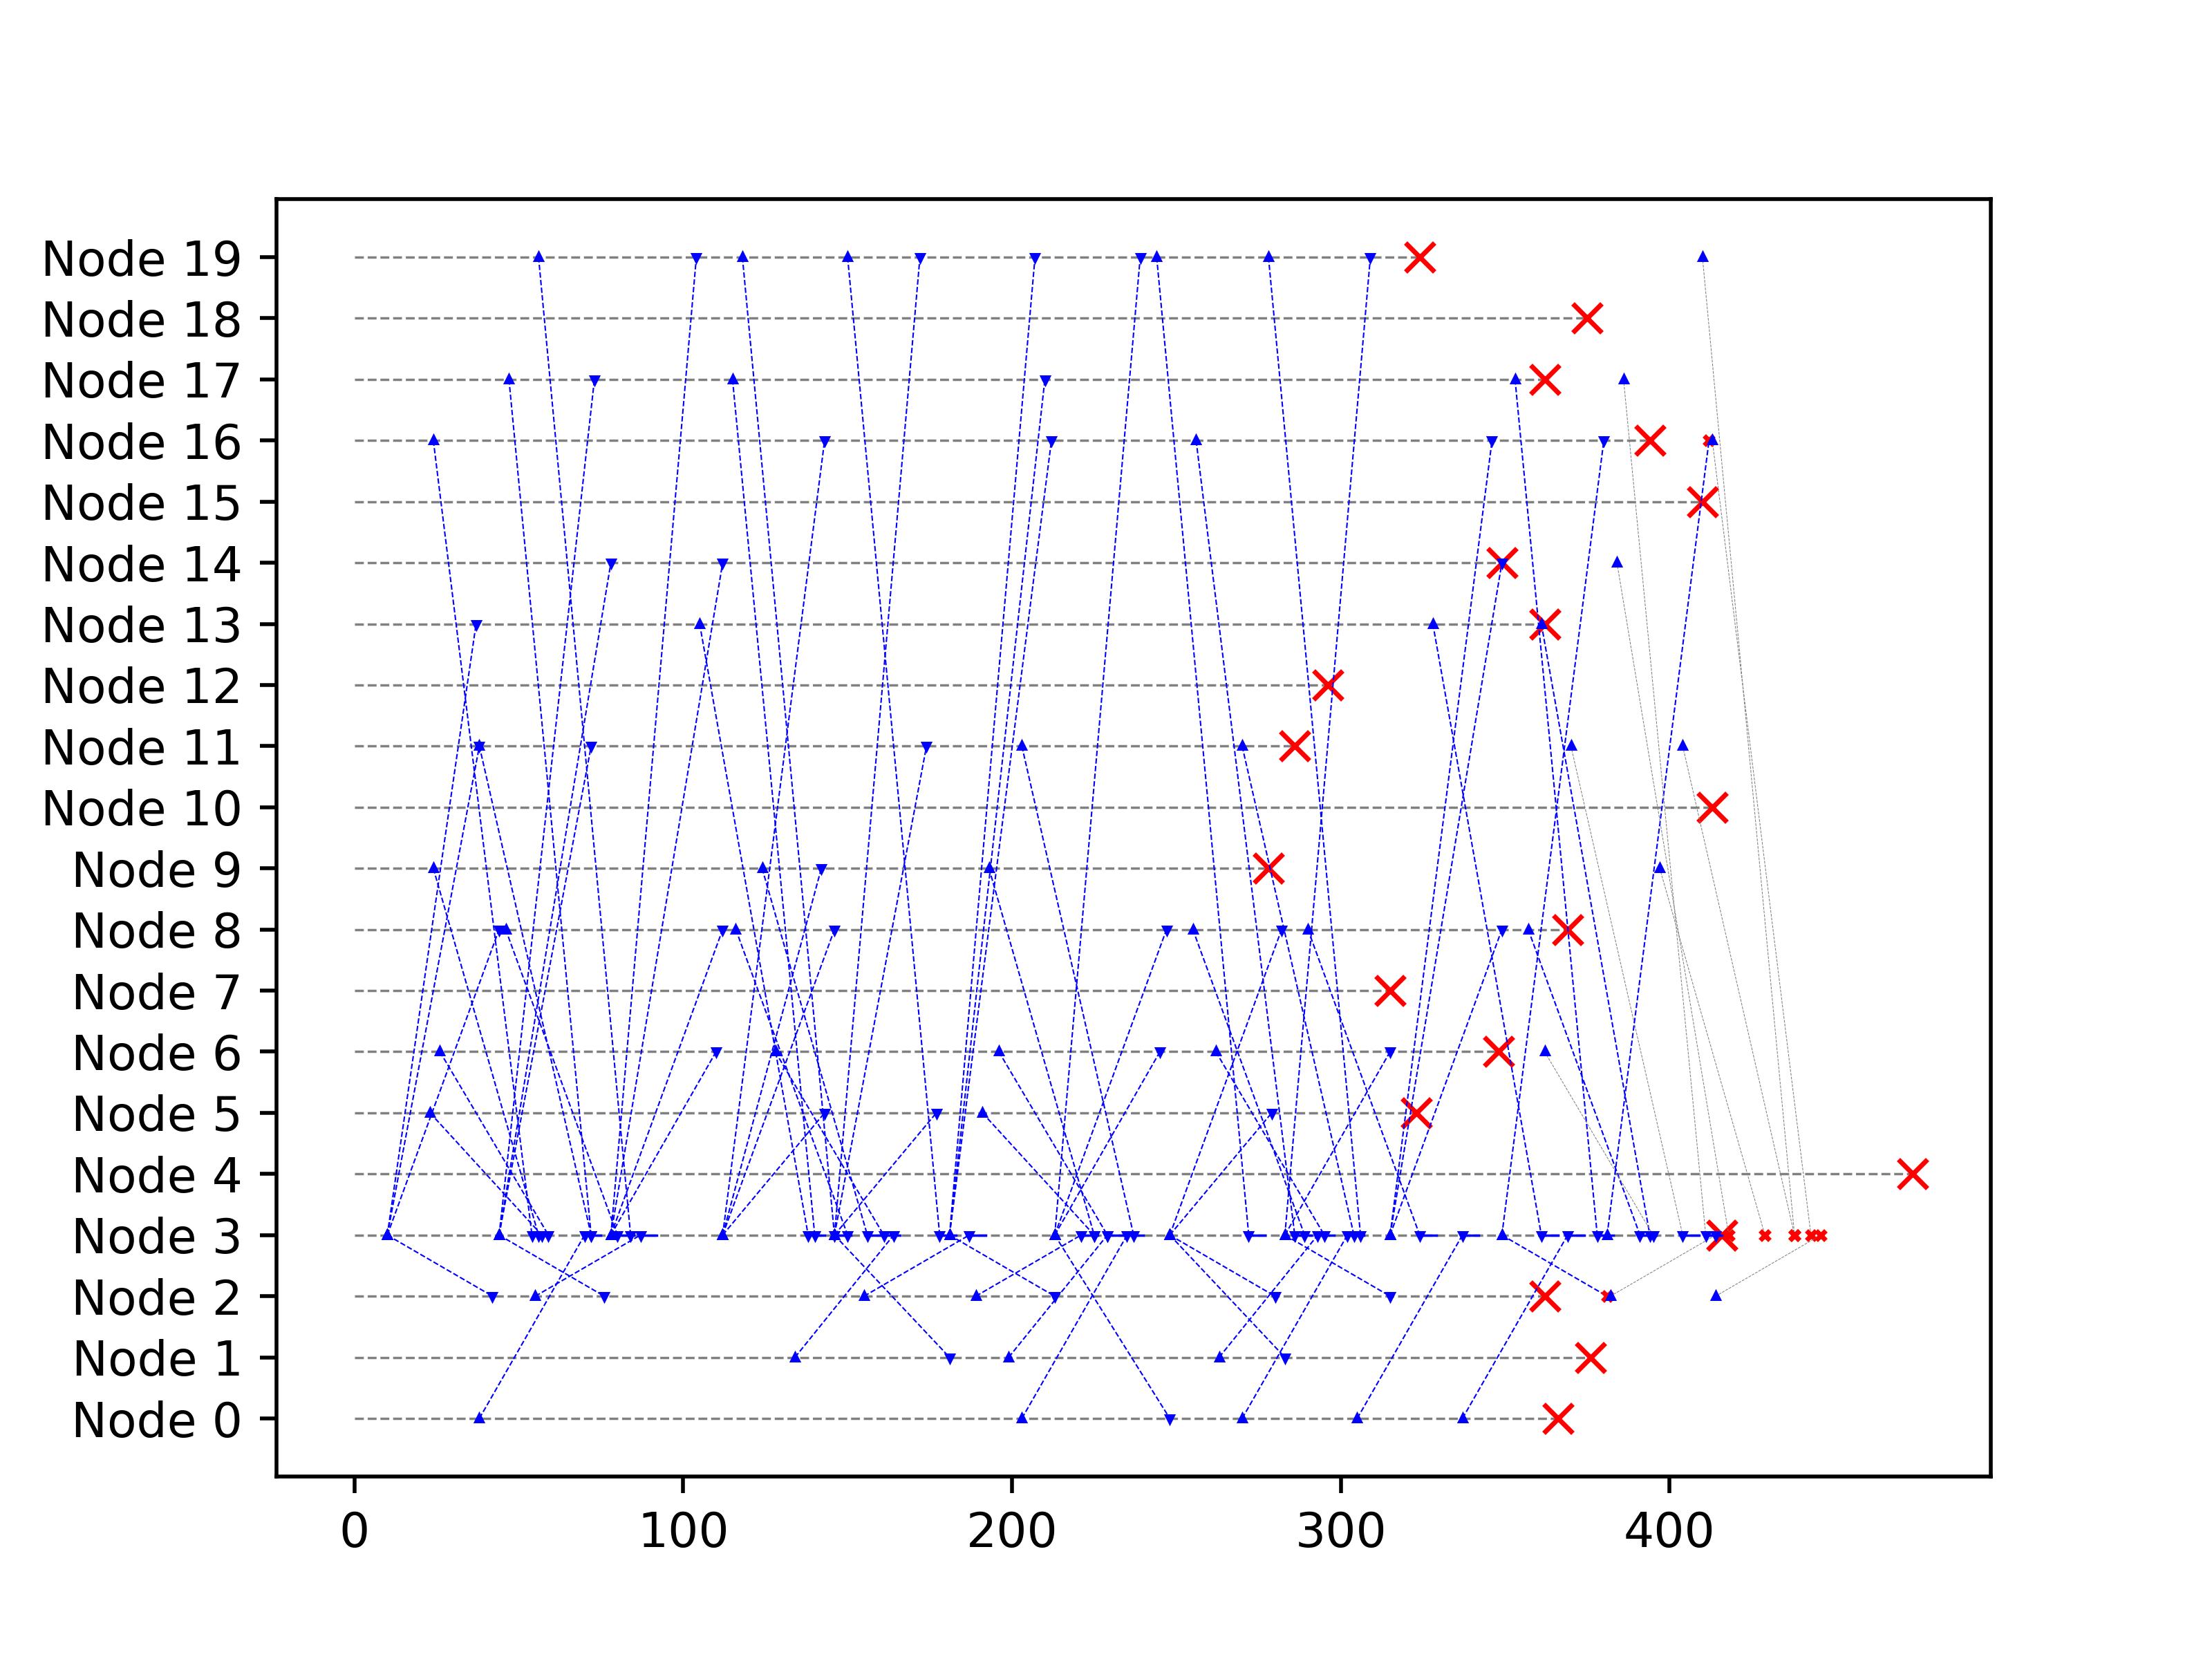 Node 19
Node 18
Node 17
Node 16
Node 15
Node 14
Node 13
Node 12
Node 11
Node 10
Node 9
Node 8
Node 7
Node 6
Node 5
Node 4
Node 3
Node 2
Node 1
Node 0
0 100 200 300 400